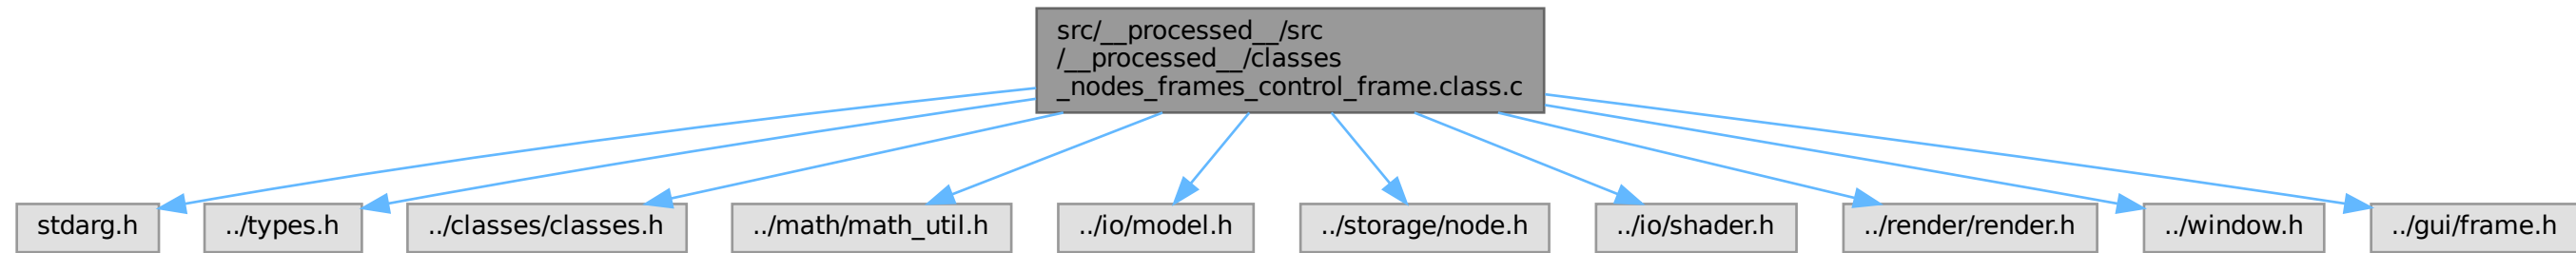 src/__processed__/src
/__processed__/classes
_nodes_frames_control_frame.class.c
stdarg.h
../types.h
../classes/classes.h
../math/math_util.h
../io/model.h
../storage/node.h
../io/shader.h
../render/render.h
../window.h
../gui/frame.h